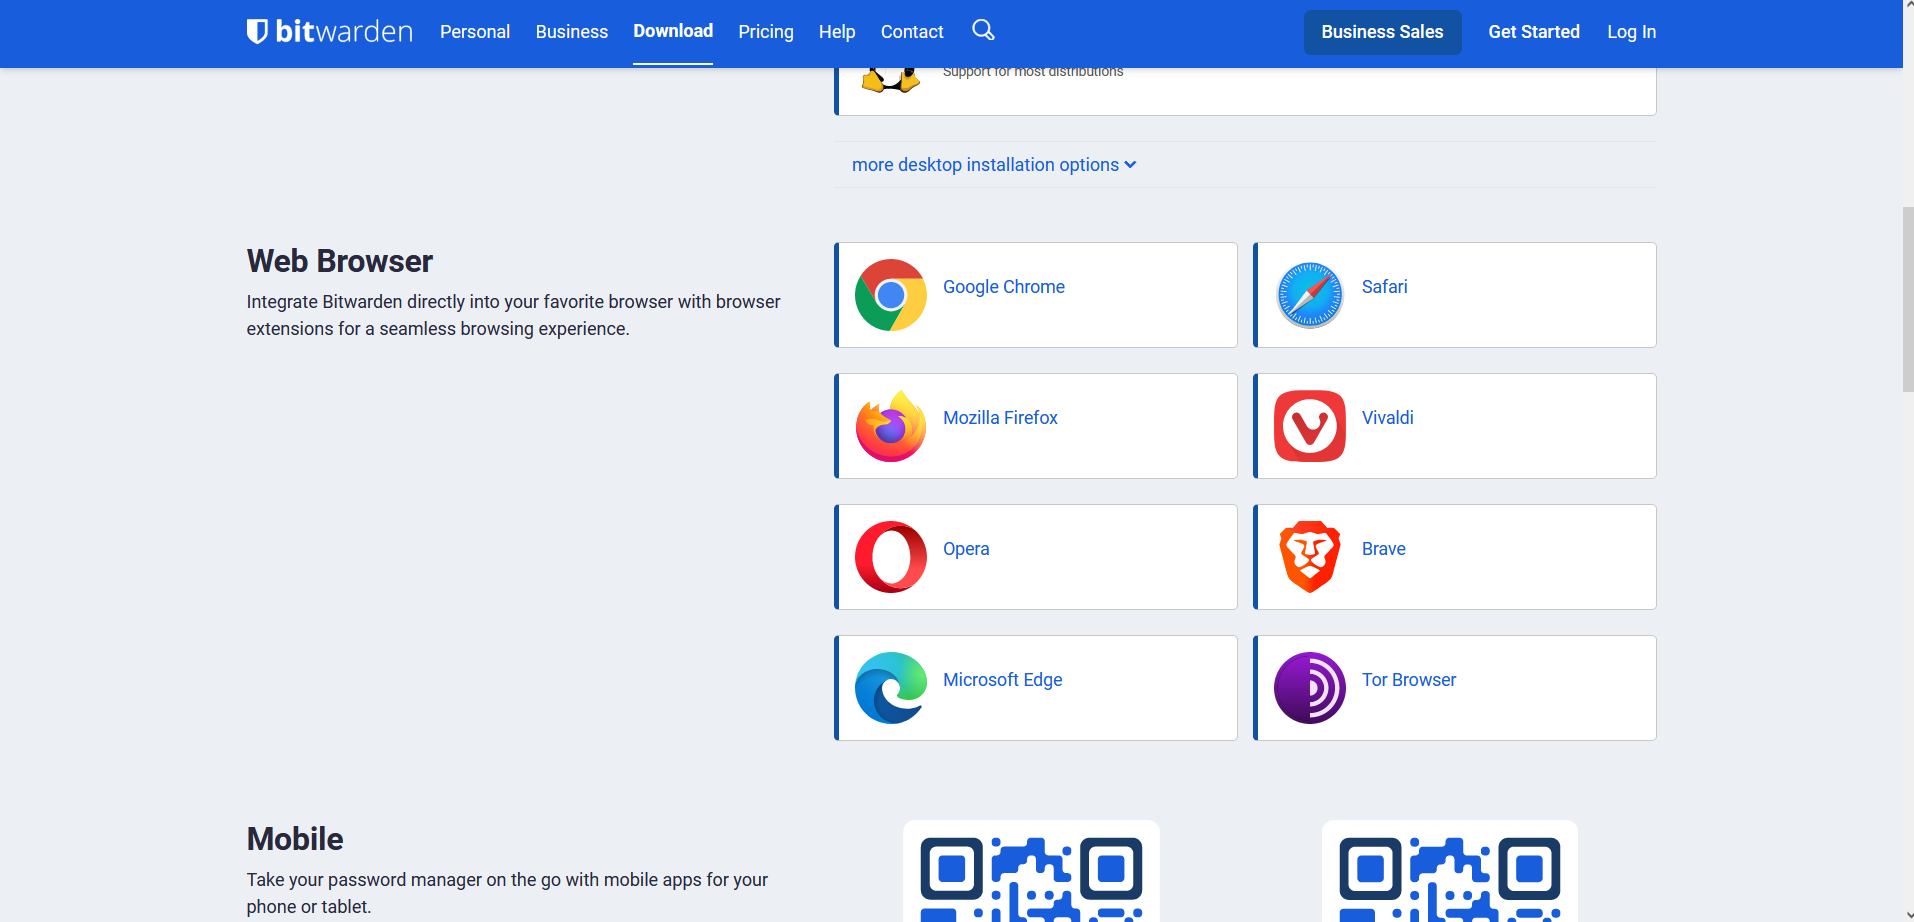 bitwarden Personal Business Download Pricing Help Contact Business Sales Get Started Log In
Support for most distributions
more desktop installation options
Web Browser
Integrate Bitwarden directly into your favorite browser with browser
extensions for a seamless browsing experience.
Google Chrome
Safari
Mozilla Firefox
Vivaldi
Opera
Brave
Microsoft Edge
Tor Browser
Mobile
Take your password manager on the go with mobile apps for your
phone or tablet.